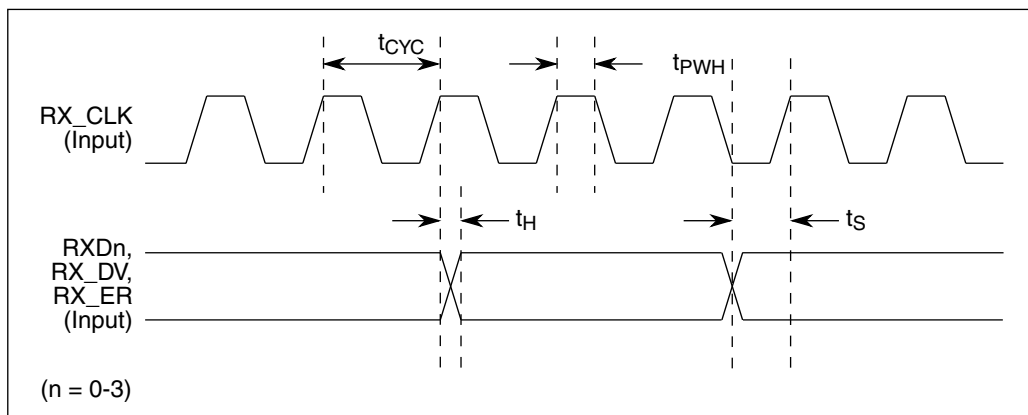 tCYC
tPWH
RX_CLK
(Input)
tH
tS
RXDn,
RX_DV,
RX_ER
(Input)
(n = 0-3)